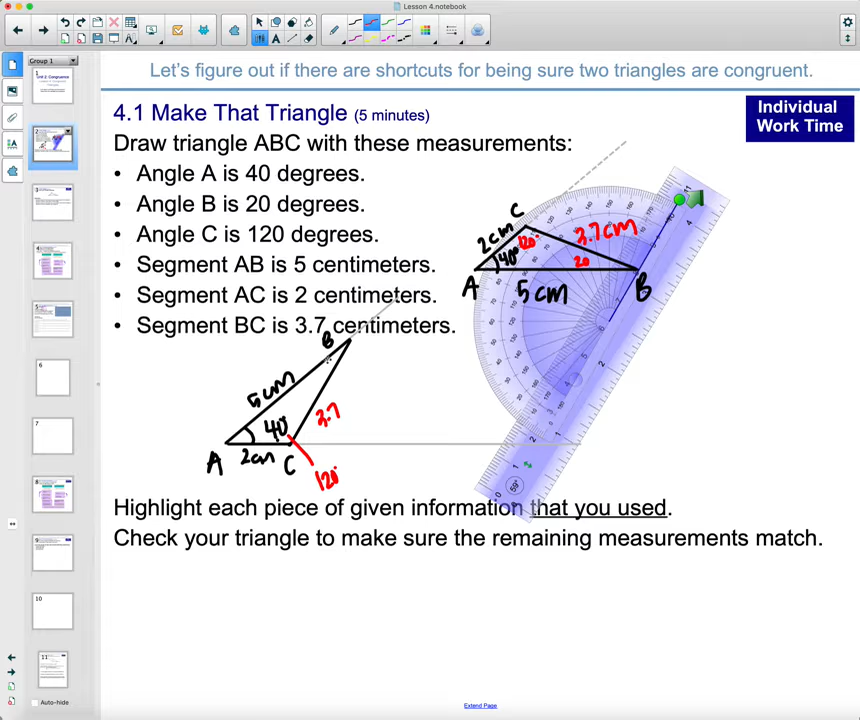 Lesson 4.notebook
Group 1
Let's figure out if there are shortcuts for being sure two triangles are congruent.
4.1 Make That Triangle (5 minutes)
Individual
Work Time
Draw triangle ABC with these measurements:
• Angle A is 40 degrees.
• Angle B is 20 degrees.
• Angle C is 120 degrees.
• Segment AB is 5 centimeters.
• Segment AC is 2 centimeters.
• Segment BC is 3.7 centimeters.
C
2cm
120°
3.7cm
40°
20
A
5cm
B
B
5cm
40°
3.7
A
2cm
C
120°
59°
Highlight each piece of given information that you used.
Check your triangle to make sure the remaining measurements match.
6
7
10
Auto-hide
Extend Page